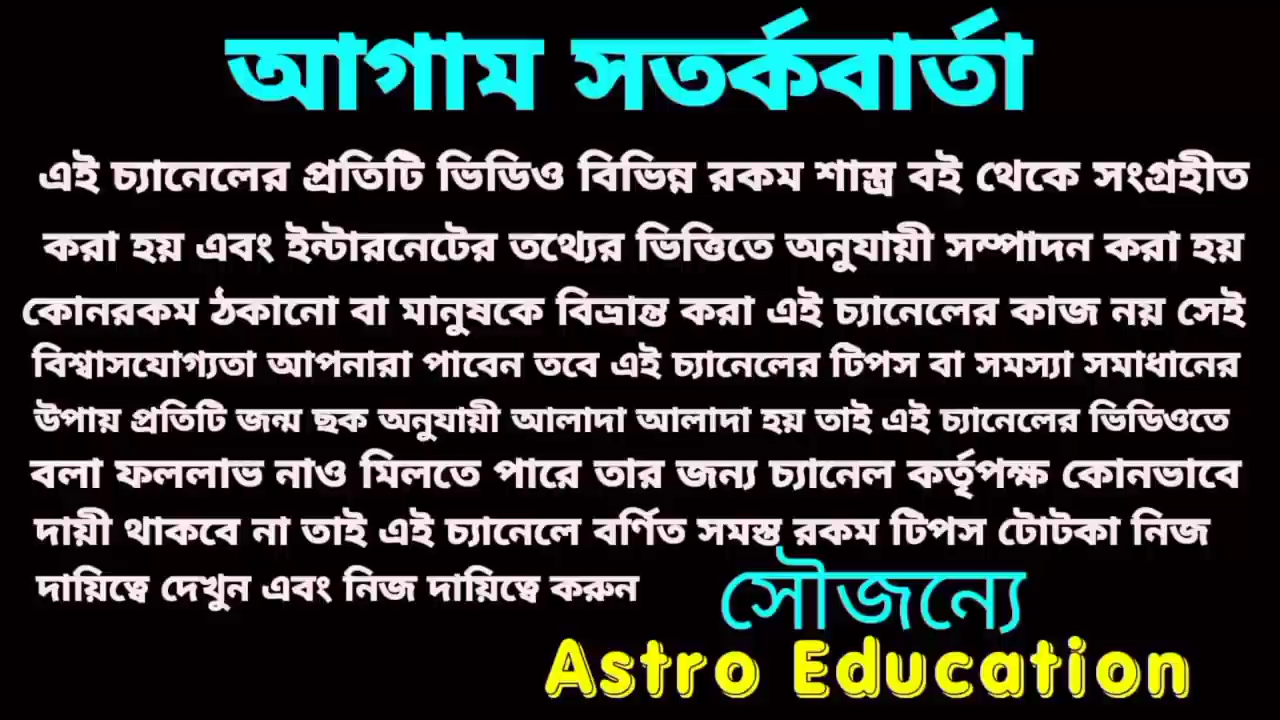 আগাম সতর্কবার্তা
এই চ্যানেলের প্রতিটি ভিডিও বিভিন্ন রকম শাস্ত্র বই থেকে সংগ্রহীত
করা হয় এবং ইন্টারনেটের তথ্যের ভিত্তিতে অনুযায়ী সম্পাদন করা হয়
কোনরকম ঠকানো বা মানুষকে বিভ্রান্ত করা এই চ্যানেলের কাজ নয় সেই
বিশ্বাসযোগ্যতা আপনারা পাবেন তবে এই চ্যানেলের টিপস বা সমস্যা সমাধানের
উপায় প্রতিটি জন্ম ছক অনুযায়ী আলাদা আলাদা হয় তাই এই চ্যানেলের ভিডিওতে
বলা ফললাভ নাও মিলতে পারে তার জন্য চ্যানেল কর্তৃপক্ষ কোনভাবে
দায়ী থাকবে না তাই এই চ্যানেলে বর্ণিত সমস্ত রকম টিপস টোটকা নিজ
দায়িত্বে দেখুন এবং নিজ দায়িত্বে করুন
সৌজন্যে
Astro Education